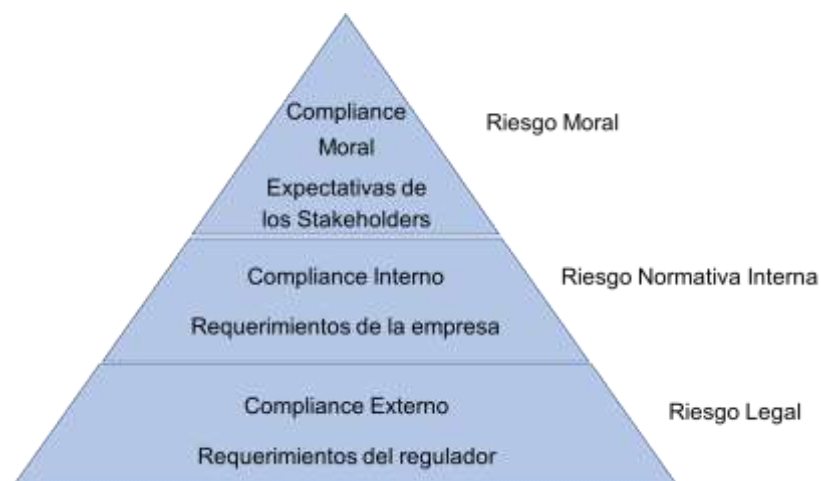 Compliance
Moral
Riesgo Moral
Expectativas de
los Stakeholders
Compliance Interno
Riesgo Normativa Interna
Requerimientos de la empresa
Compliance Externo
Riesgo Legal
Requerimientos del regulador